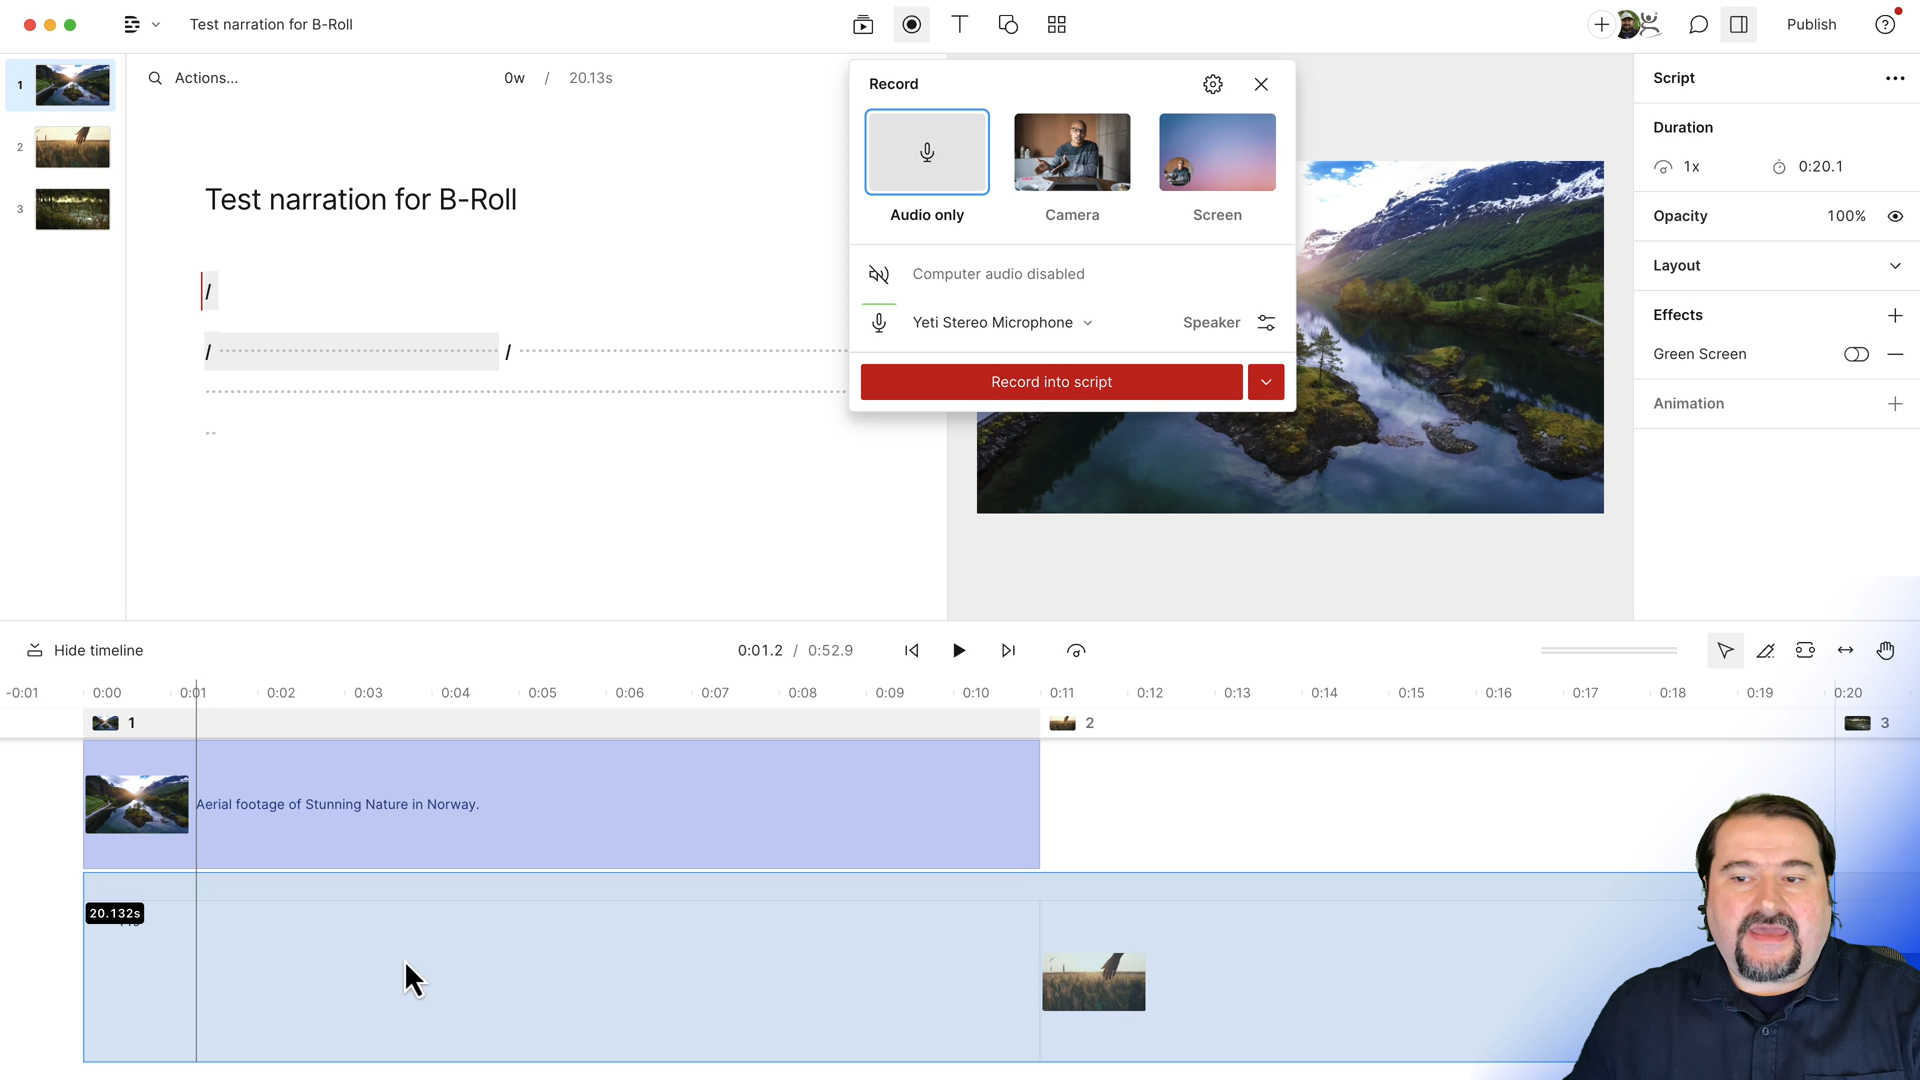 Test narration for B-Roll
Publish
1
2
3
Actions...
0w / 20.13s
Test narration for B-Roll
/
/ /
Record
Audio only
Camera
Screen
Computer audio disabled
Yeti Stereo Microphone
Speaker
Record into script
Script
Duration
1x
0:20.1
Opacity
100%
Layout
Effects
Green Screen
Animation
Hide timeline
0:01.2 / 0:52.9
-0:01 0:00 0:01 0:02 0:03 0:04 0:05 0:06 0:07 0:08 0:09 0:10 0:11 0:12 0:13 0:14 0:15 0:16 0:17 0:18 0:19 0:20
1
2
3
Aerial footage of Stunning Nature in Norway.
20.132s